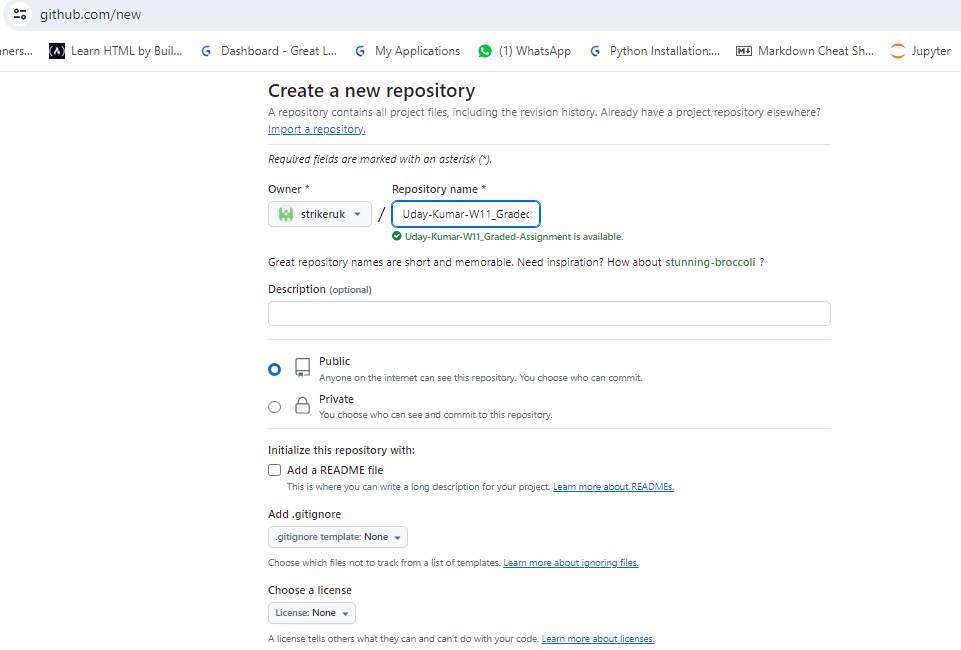 github.com/new
ners... Learn HTML by Buil... Dashboard - Great L... My Applications (1) WhatsApp Python Installation:... Markdown Cheat Sh... Jupyter
Create a new repository
A repository contains all project files, including the revision history. Already have a project repository elsewhere?
Import a repository.
Required fields are marked with an asterisk (*).
Owner * Repository name *
strikeruk / Uday-Kumar-W11_Graded
Uday-Kumar-W11_Graded-Assignment is available.
Great repository names are short and memorable. Need inspiration? How about stunning-broccoli ?
Description (optional)
Public
Anyone on the internet can see this repository. You choose who can commit.
Private
You choose who can see and commit to this repository.
Initialize this repository with:
Add a README file
This is where you can write a long description for your project. Learn more about READMEs.
Add .gitignore
.gitignore template: None
Choose which files not to track from a list of templates. Learn more about ignoring files.
Choose a license
License: None
A license tells others what they can and can't do with your code. Learn more about licenses.